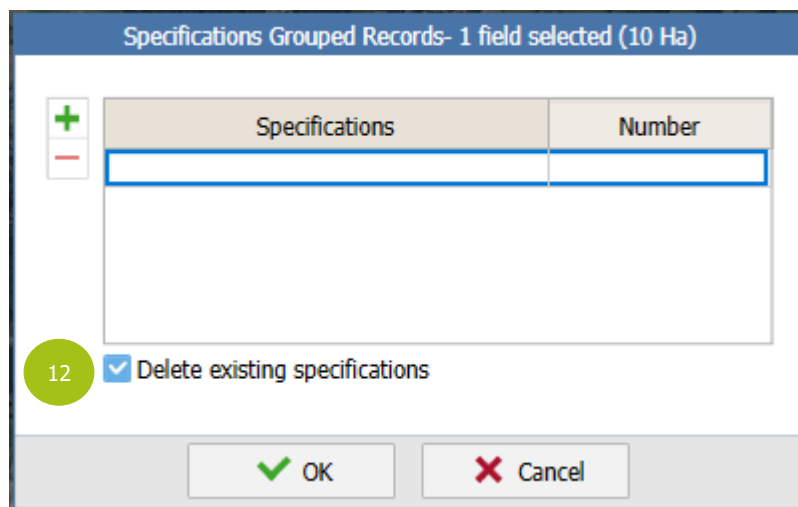 Specifications Grouped Records- 1 field selected (10 Ha)
Specifications Number
12 Delete existing specifications
OK Cancel